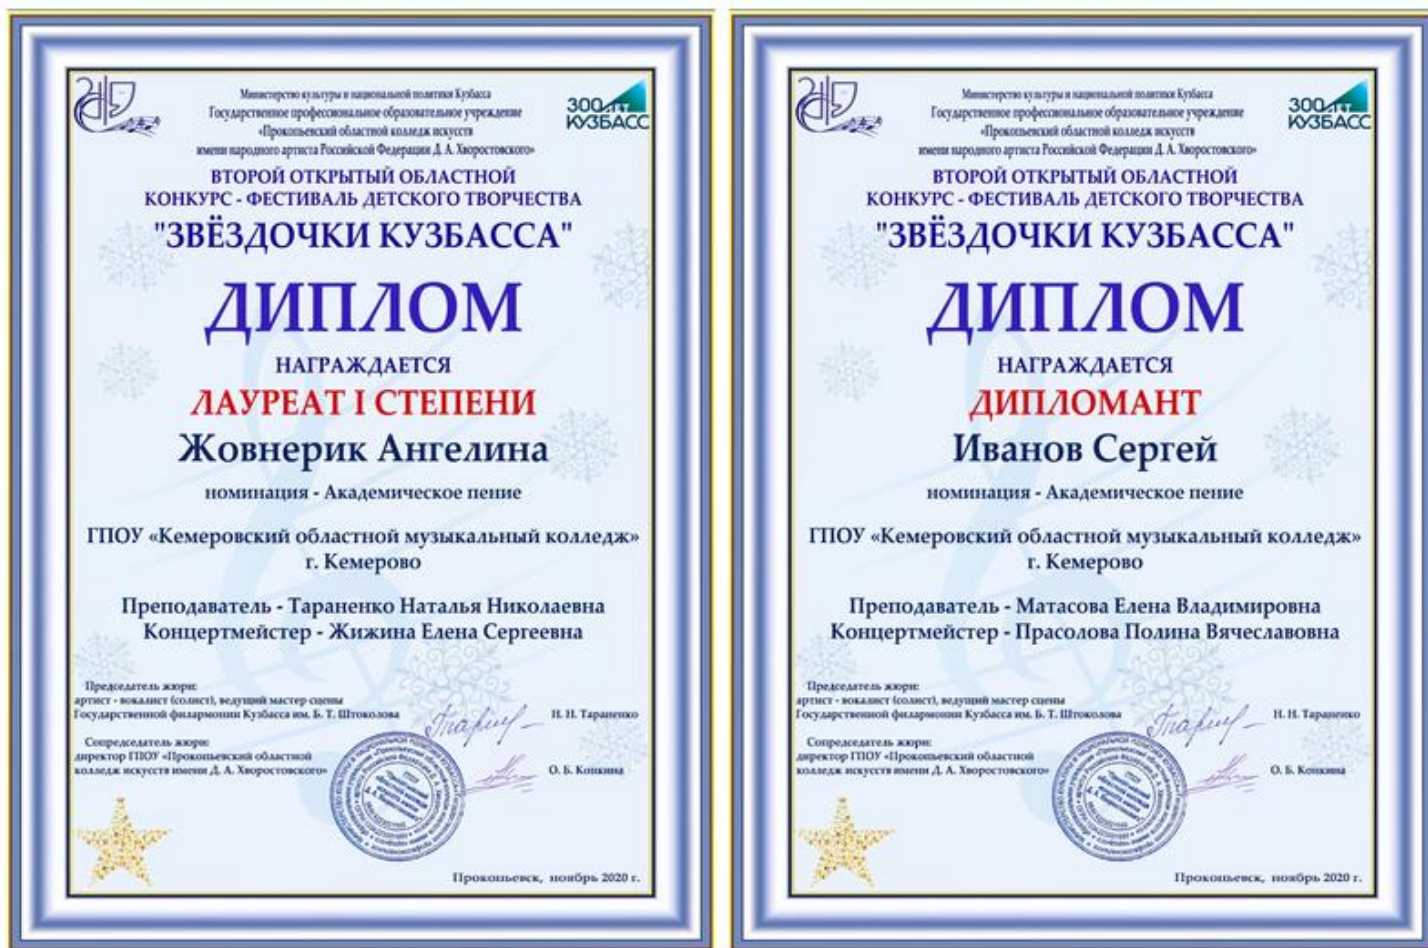 300 ЛЕТ
КУЗБАСС
Министерство культуры и национальной политики Кузбасса
Государственное профессиональное образовательное учреждение
«Прокопьевский областной колледж искусств
имени народного артиста Российской Федерации Д. А. Хворостовского»
ВТОРОЙ ОТКРЫТЫЙ ОБЛАСТНОЙ
КОНКУРС - ФЕСТИВАЛЬ ДЕТСКОГО ТВОРЧЕСТВА
"ЗВЁЗДОЧКИ КУЗБАССА"
ДИПЛОМ
НАГРАЖДАЕТСЯ
ЛАУРЕАТ I СТЕПЕНИ
Жовнерик Ангелина
номинация - Академическое пение
ГПОУ «Кемеровский областной музыкальный колледж»
г. Кемерово
Преподаватель - Тараненко Наталья Николаевна
Концертмейстер - Жижина Елена Сергеевна
Председатель жюри:
артист - вокалист (солист), ведущий мастер сцены
Государственной филармонии Кузбасса им. Б. Т. Штоколова
Н. Н. Тараненко
Сопредседатель жюри:
директор ГПОУ «Прокопьевский областной
колледж искусств имени Д. А. Хворостовского»
О. Б. Конкина
Прокопьевск, ноябрь 2020 г.
300 ЛЕТ
КУЗБАСС
Министерство культуры и национальной политики Кузбасса
Государственное профессиональное образовательное учреждение
«Прокопьевский областной колледж искусств
имени народного артиста Российской Федерации Д. А. Хворостовского»
ВТОРОЙ ОТКРЫТЫЙ ОБЛАСТНОЙ
КОНКУРС - ФЕСТИВАЛЬ ДЕТСКОГО ТВОРЧЕСТВА
"ЗВЁЗДОЧКИ КУЗБАССА"
ДИПЛОМ
НАГРАЖДАЕТСЯ
ДИПЛОМАНТ
Иванов Сергей
номинация - Академическое пение
ГПОУ «Кемеровский областной музыкальный колледж»
г. Кемерово
Преподаватель - Матасова Елена Владимировна
Концертмейстер - Прасолова Полина Вячеславовна
Председатель жюри:
артист - вокалист (солист), ведущий мастер сцены
Государственной филармонии Кузбасса им. Б. Т. Штоколова
Н. Н. Тараненко
Сопредседатель жюри:
директор ГПОУ «Прокопьевский областной
колледж искусств имени Д. А. Хворостовского»
О. Б. Конкина
Прокопьевск, ноябрь 2020 г.